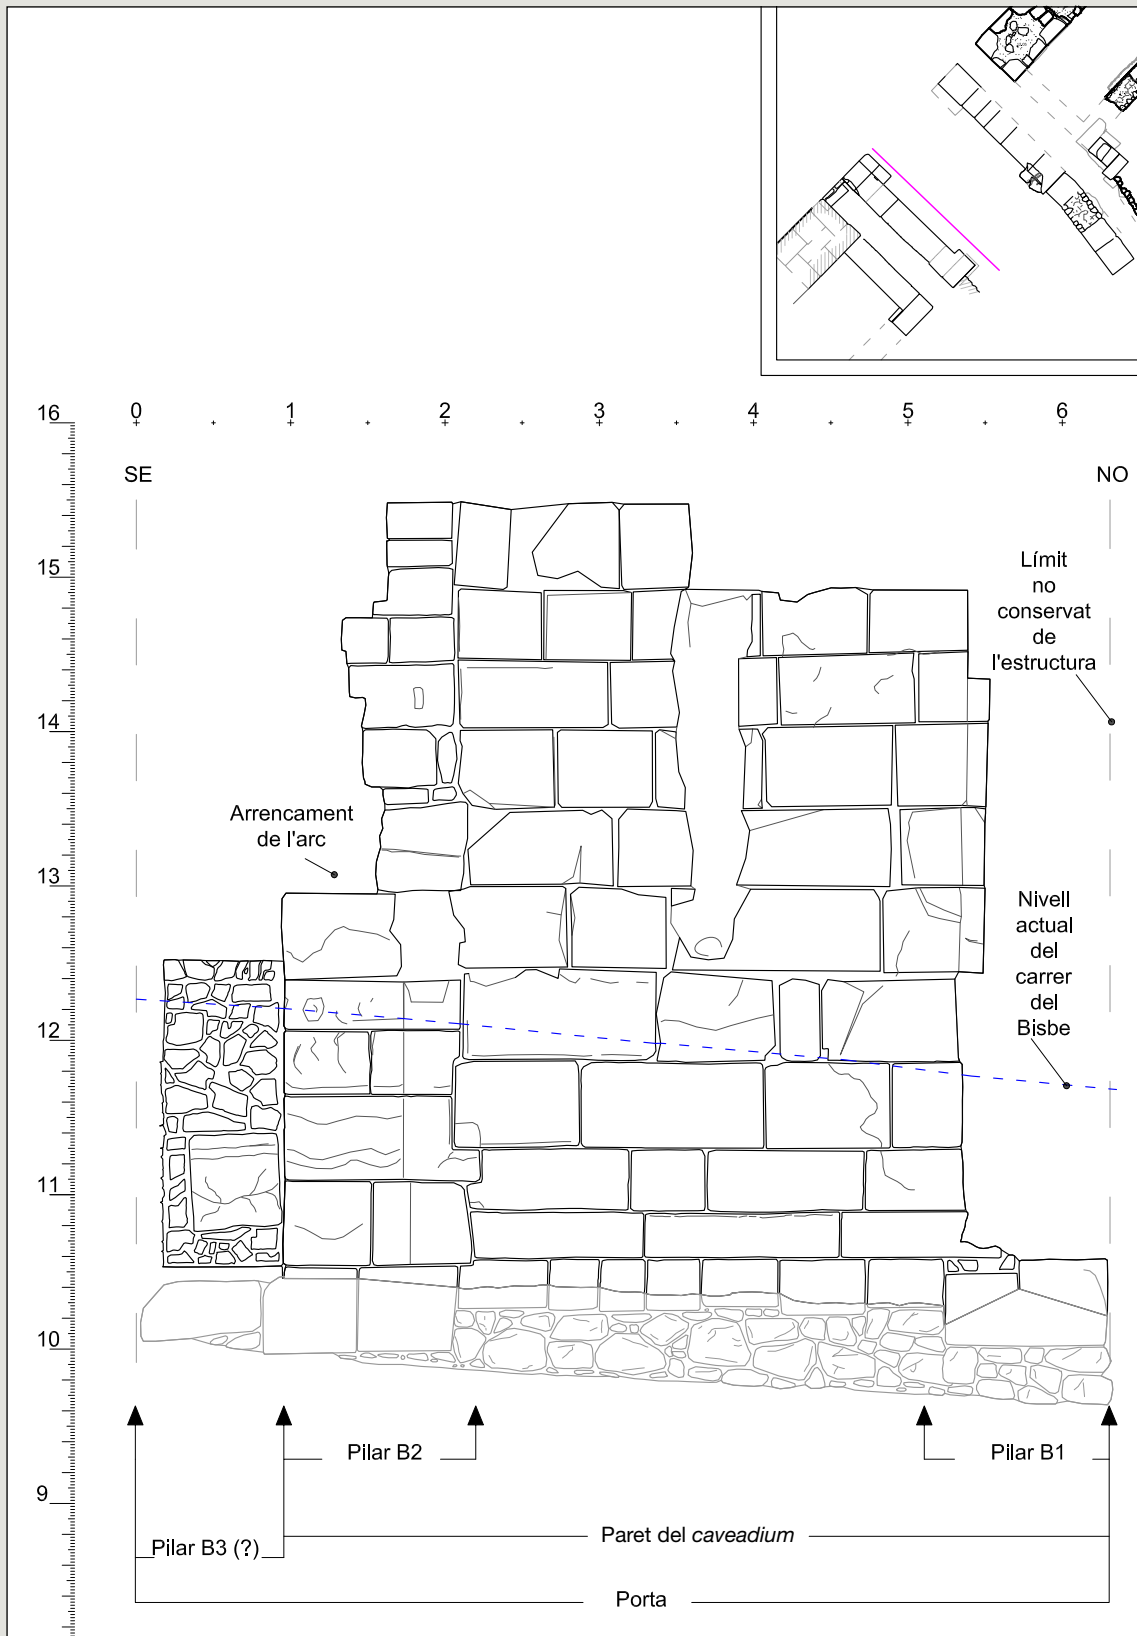 16
0 1 2 3 4 5 6
SE
NO
15
Límit
no
conservat
de
l'estructura
14
Arrencament
de l'arc
13
Nivell
actual
del
carrer
del
Bisbe
12
11
10
Pilar B2
Pilar B1
9
Paret del caveadium
Pilar B3 (?)
Porta